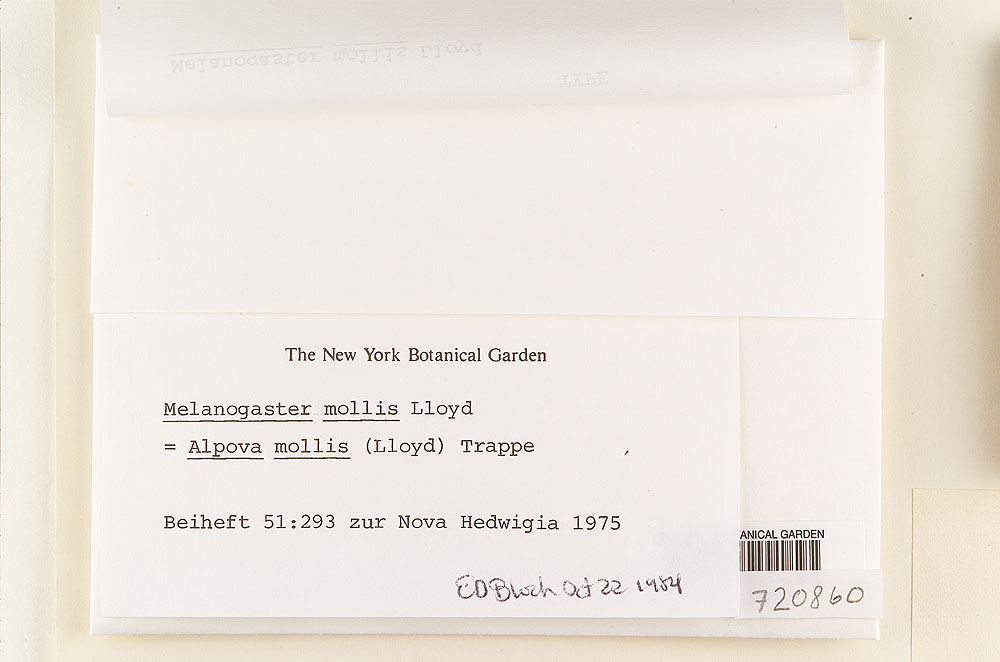 Melanogaster mollis Lloyd
TYPE
The New York Botanical Garden
Melanogaster mollis Lloyd
= Alpova mollis (Lloyd) Trappe
Beiheft 51:293 zur Nova Hedwigia 1975
Oct 22 1984
ANICAL GARDEN
720860